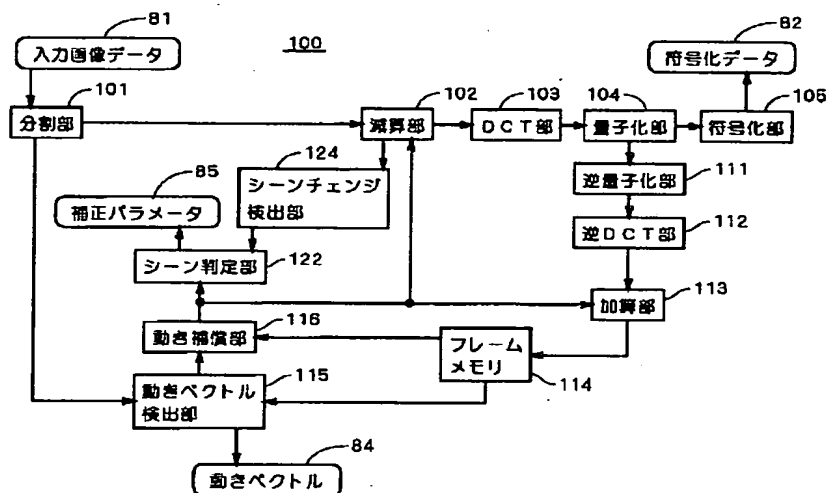 81
入力画像データ
100
82
符号化データ
101
分割部
102
減算部
103
DCT部
104
量子化部
105
符号化部
124
シーンチェンジ
検出部
85
補正パラメータ
逆量子化部
111
逆DCT部
112
シーン判定部
122
加算部
113
動き補償部
116
フレーム
メモリ
114
動きベクトル
検出部
115
84
動きベクトル